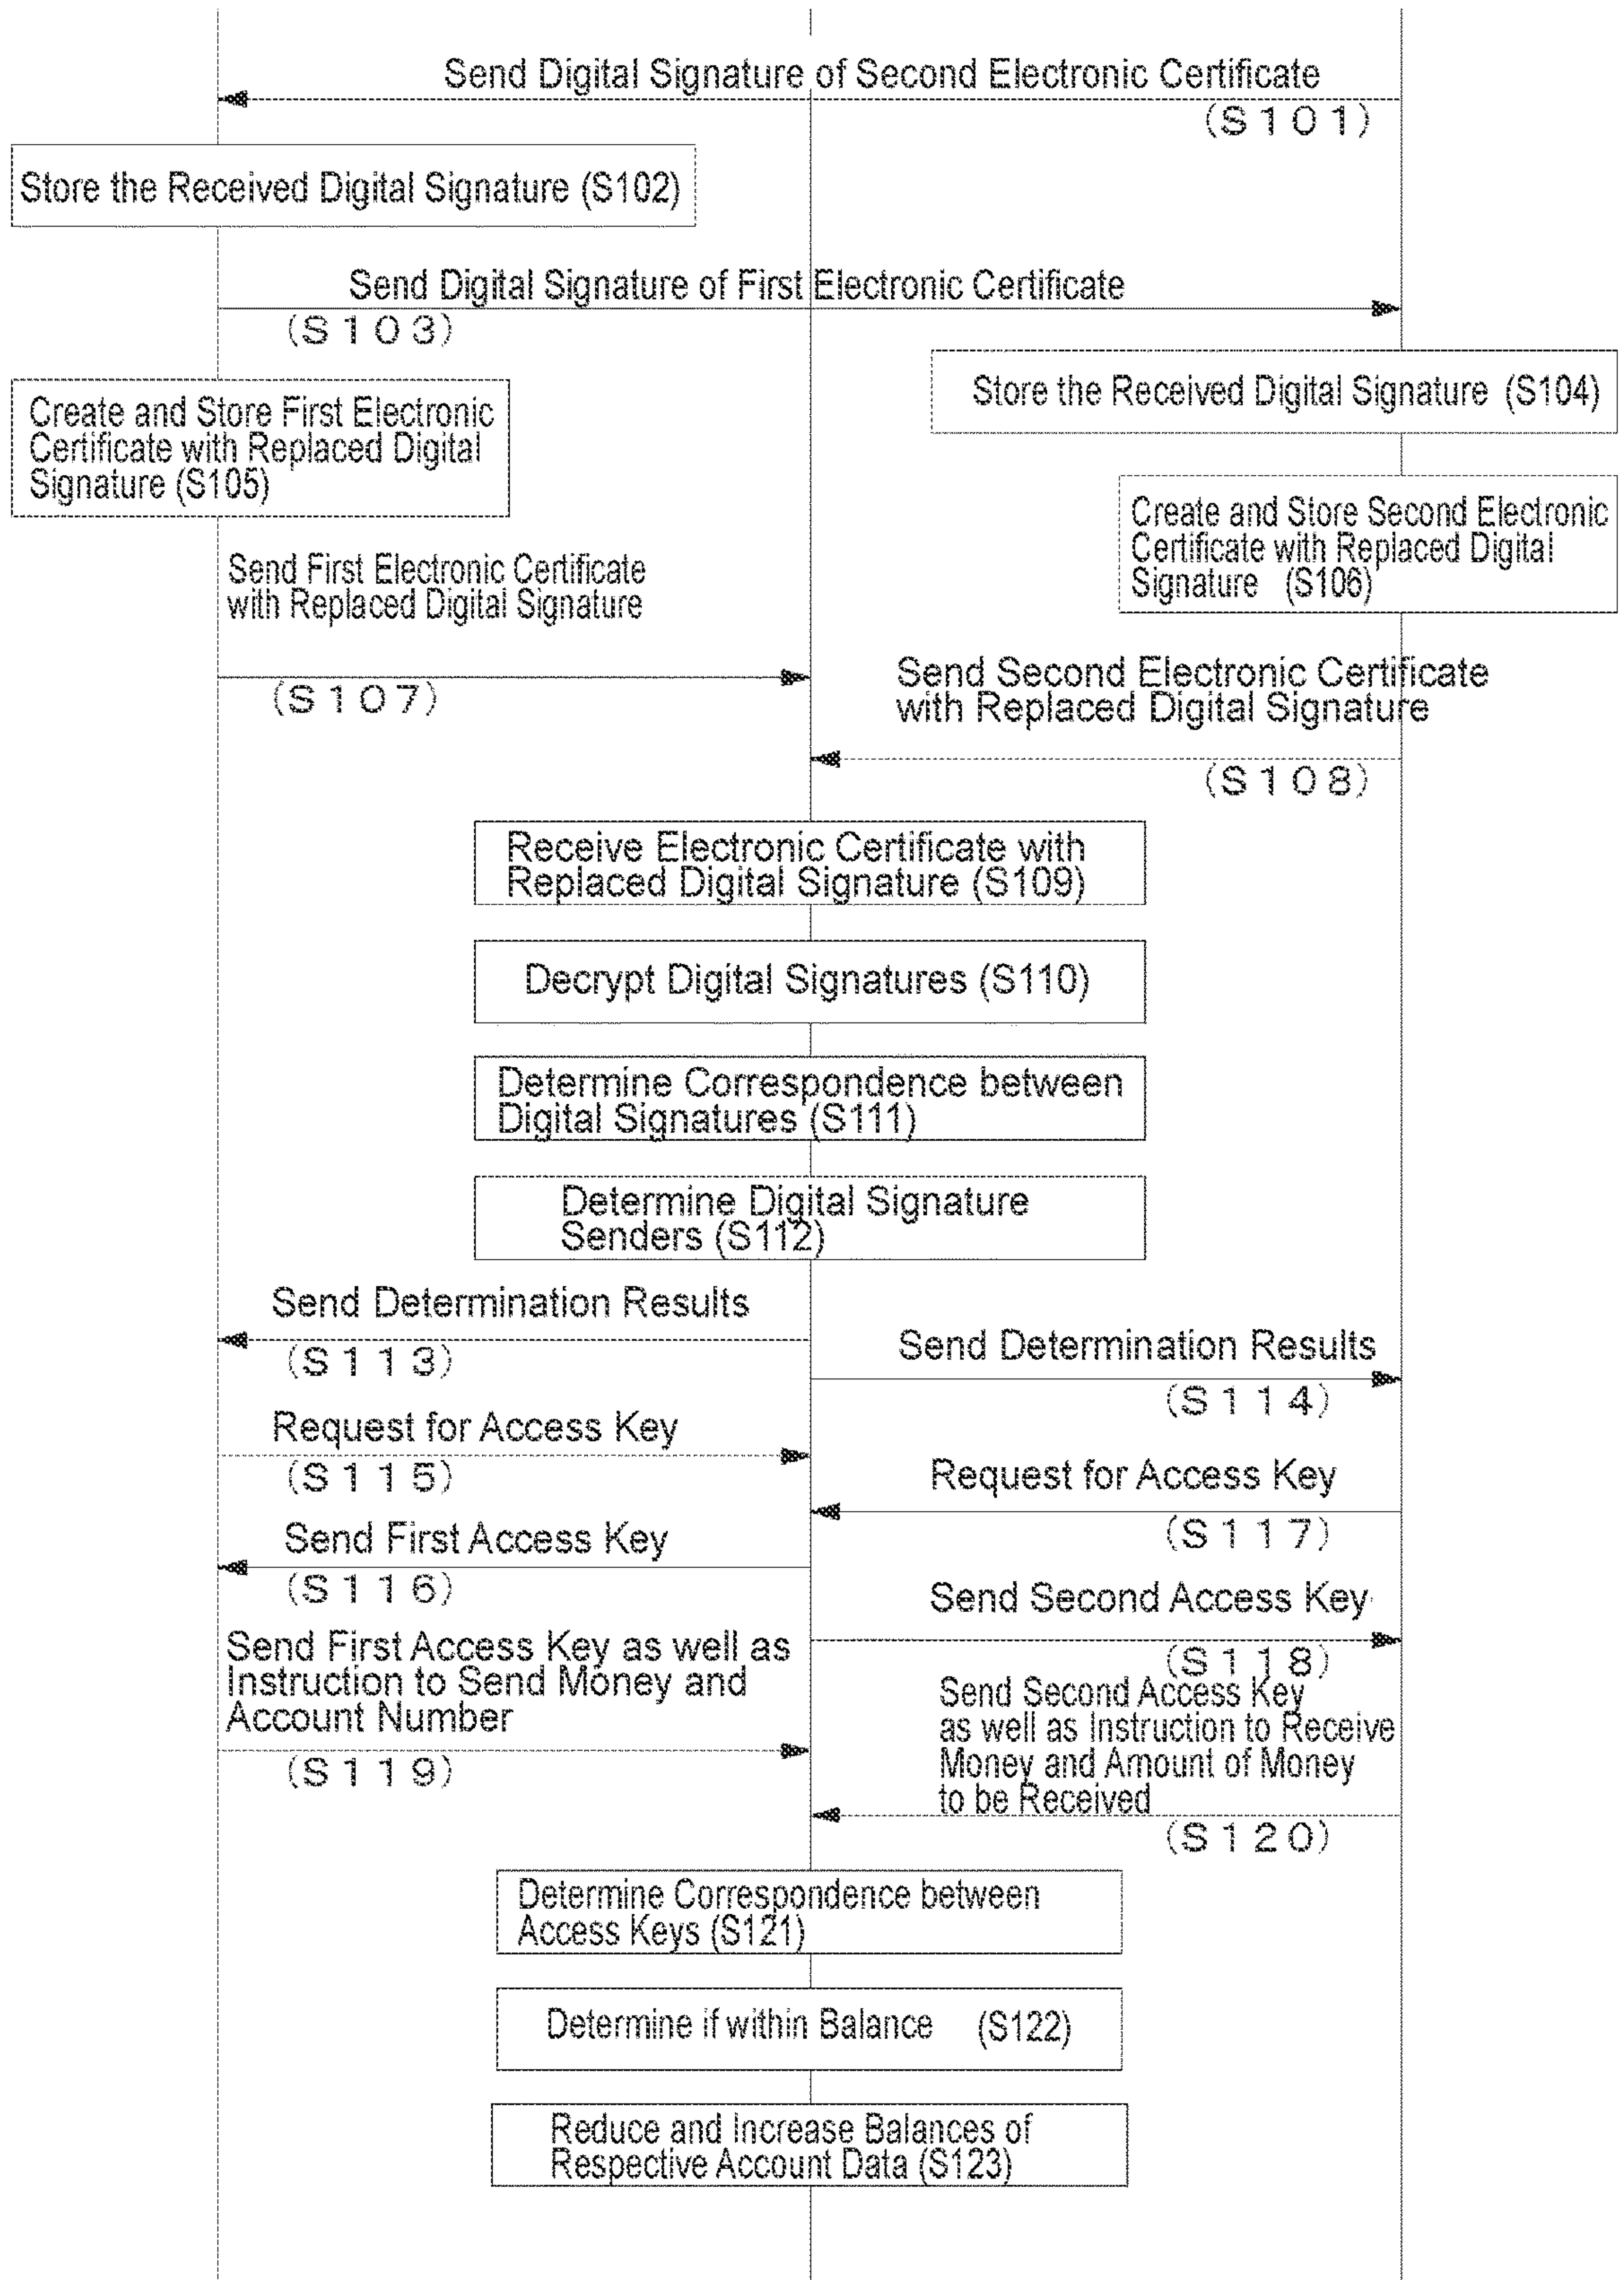 Send Digital Signature of Second Electronic Certificate
(S101)
Store the Received Digital Signature (S102)
Send Digital Signature of First Electronic Certificate
(S103)
Store the Received Digital Signature (S104)
Create and Store First Electronic
Certificate with Replaced Digital
Signature (S105)
Create and Store Second Electronic
Certificate with Replaced Digital
Signature (S106)
Send First Electronic Certificate
with Replaced Digital Signature
(S107)
Send Second Electronic Certificate
with Replaced Digital Signature
(S108)
Receive Electronic Certificate with
Replaced Digital Signature (S109)
Decrypt Digital Signatures (S110)
Determine Correspondence between
Digital Signatures (S111)
Determine Digital Signature
Senders (S112)
Send Determination Results
(S113)
Send Determination Results
(S114)
Request for Access Key
(S115)
Request for Access Key
(S117)
Send First Access Key
(S116)
Send Second Access Key
(S118)
Send First Access Key as well as
Instruction to Send Money and
Account Number
(S119)
Send Second Access Key
as well as Instruction to Receive
Money and Amount of Money
to be Received
(S120)
Determine Correspondence between
Access Keys (S121)
Determine if within Balance (S122)
Reduce and Increase Balances of
Respective Account Data (S123)